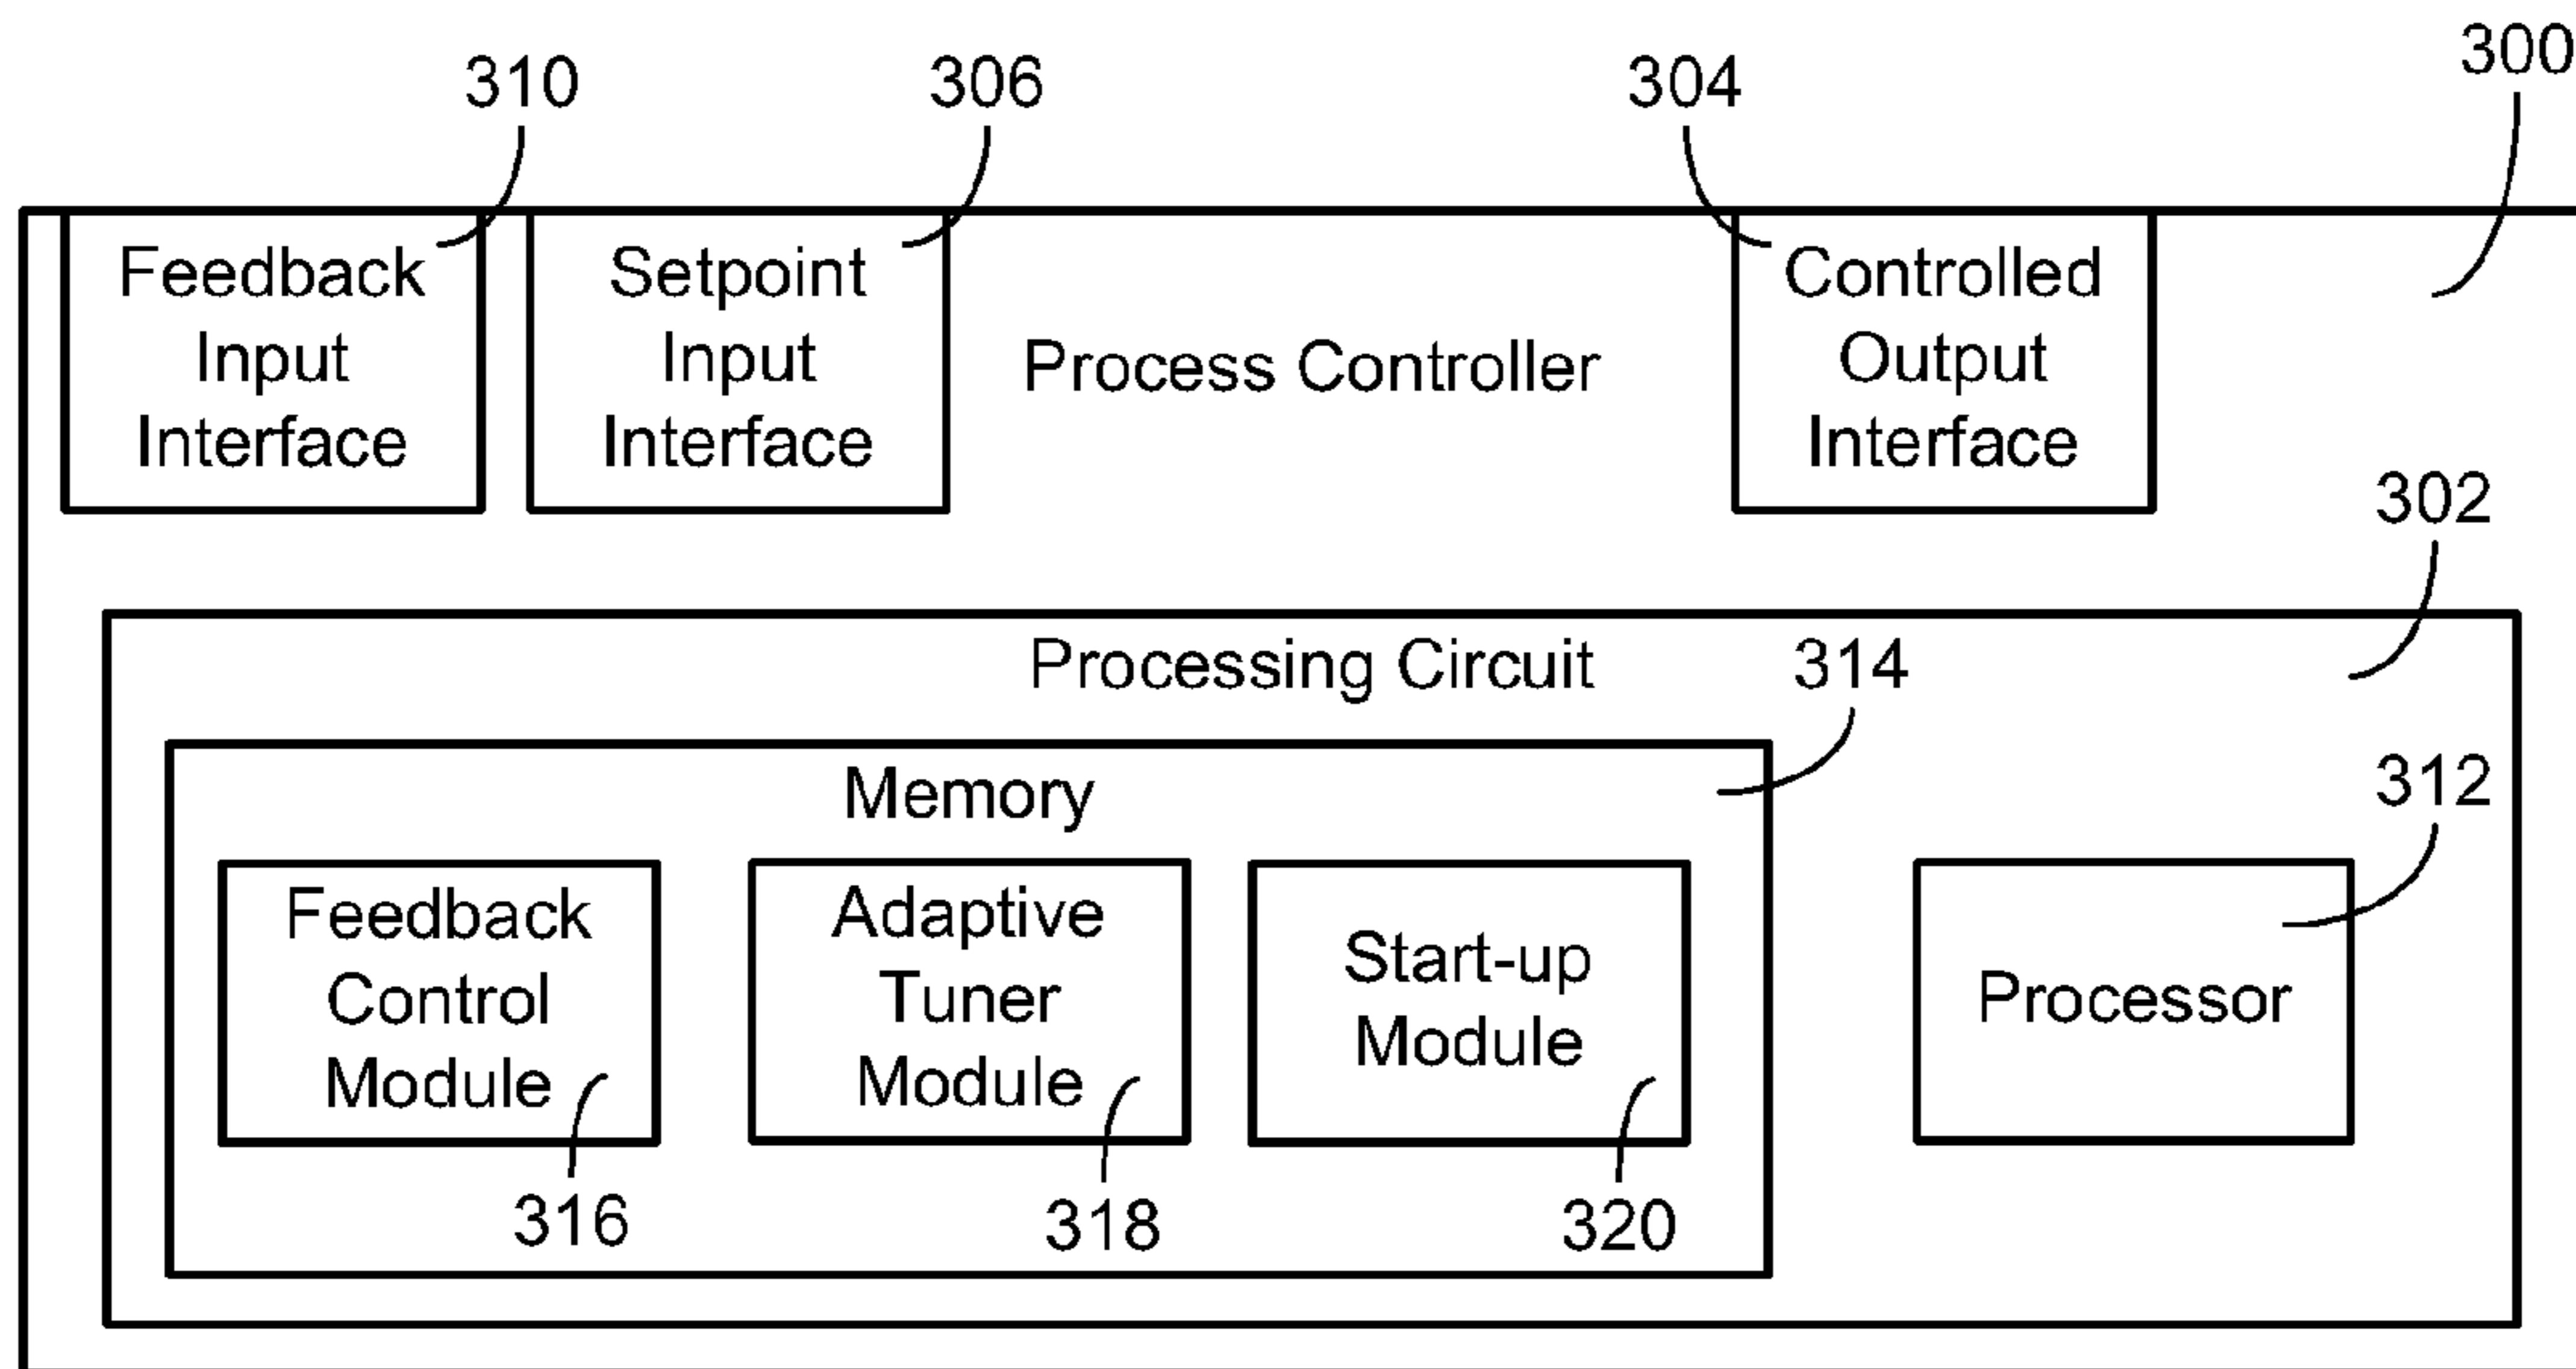 300
310
306
304
Feedback
Input
Interface
Setpoint
Input
Interface
Process Controller
Controlled
Output
Interface
302
Processing Circuit
314
Memory
312
Feedback
Control
Module
Adaptive
Tuner
Module
Start-up
Module
Processor
316
318
320